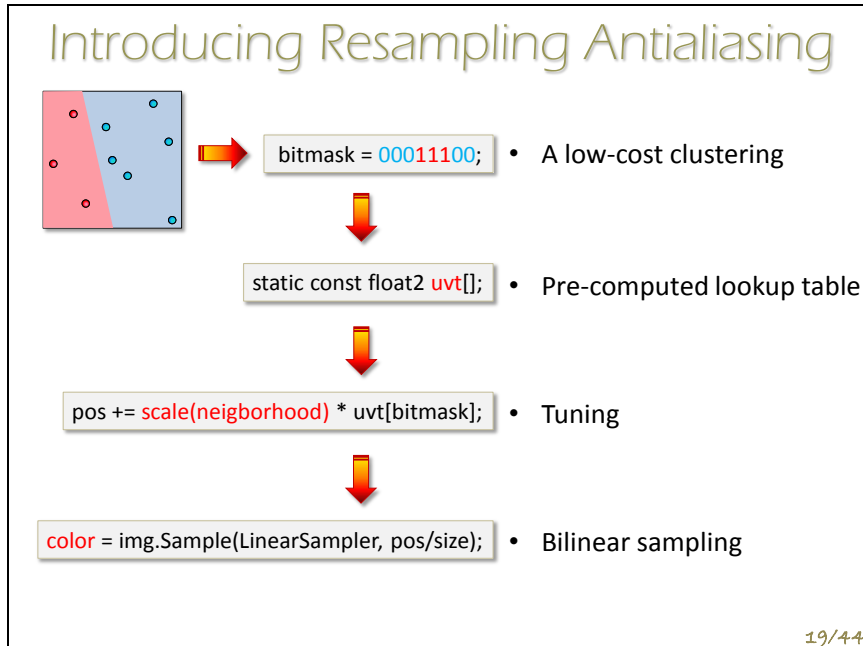 Introducing Resampling Antialiasing
bitmask = 00011100;
• A low-cost clustering
static const float2 uvt[];
• Pre-computed lookup table
pos += scale(neigborhood) * uvt[bitmask];
• Tuning
color = img.Sample(LinearSampler, pos/size);
• Bilinear sampling
19/44